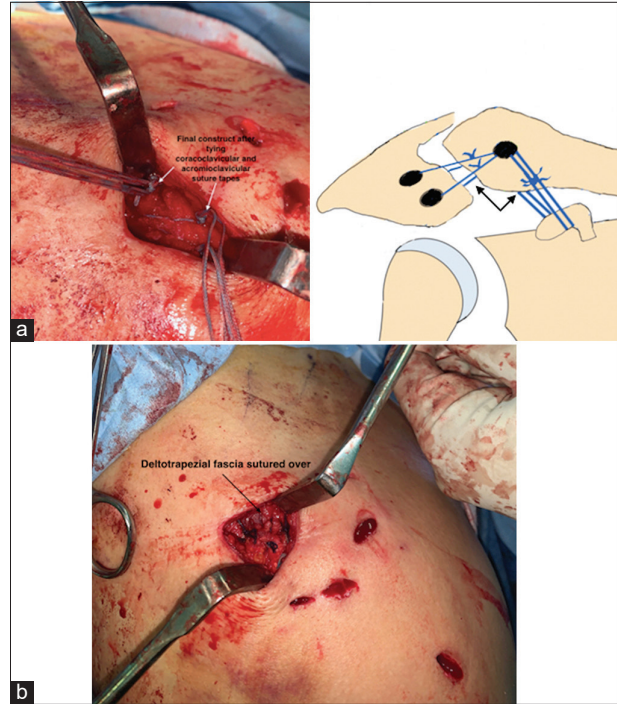 Final construct after
tying
coracoclavicular and
acromioclavicular
suture tapes
a
Deltotrapezial fascia sutured over
b